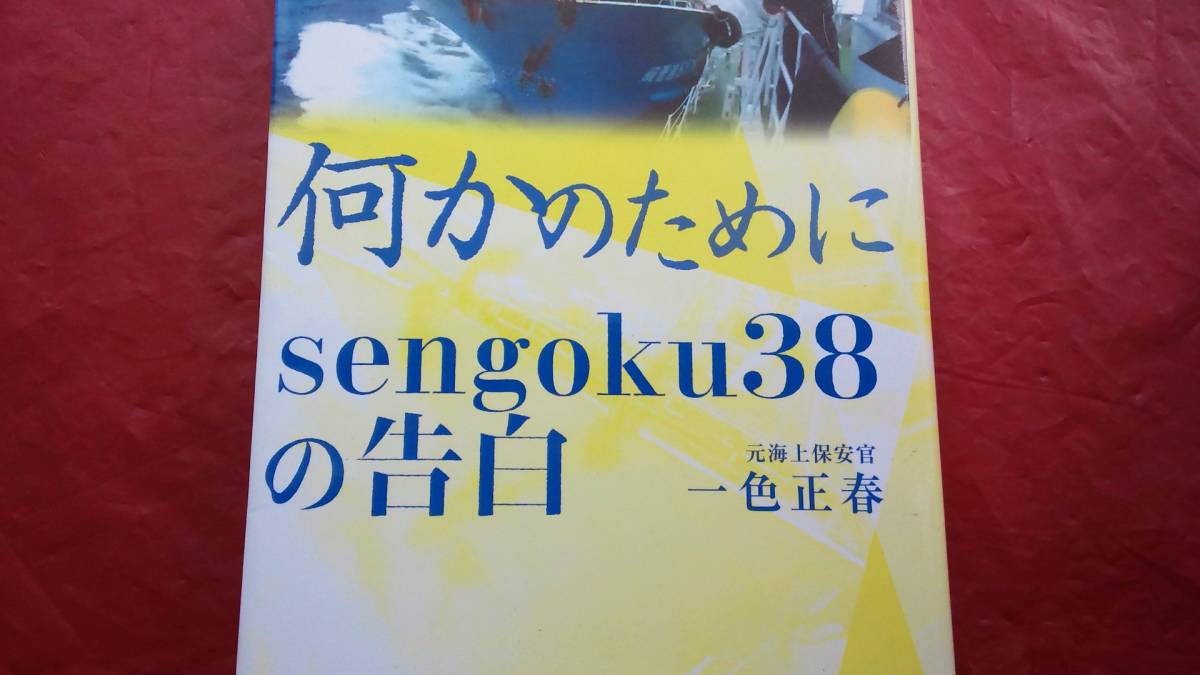 何かのために
sengoku38
の告白
元海上保安官
一色正春